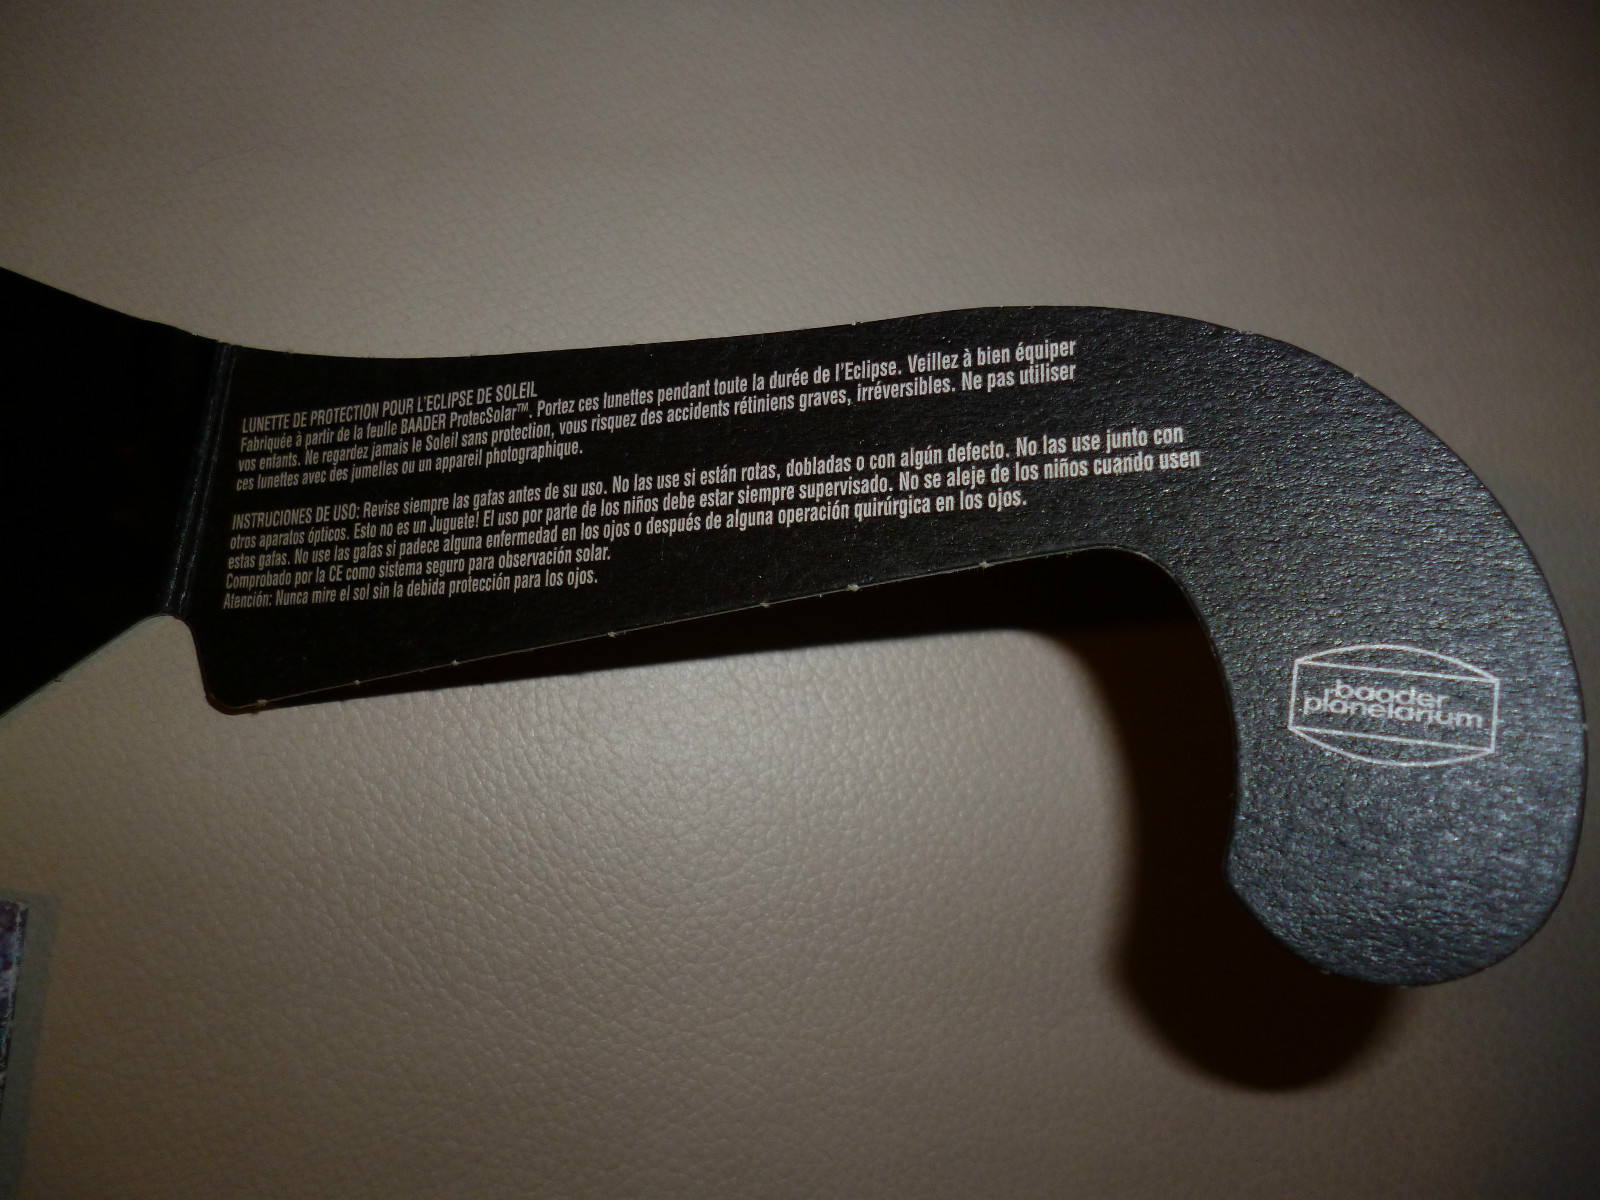 LUNETTE DE PROTECTION POUR L'ECLIPSE DE SOLEIL
Fabriquée à partir de la feulle BAADER ProtecSolar™. Portez ces lunettes pendant toute la durée de l'Eclipse. Veillez à bien équiper
vos enfants. Ne regardez jamais le Soleil sans protection, vous risquez des accidents rétiniens graves, irréversibles. Ne pas utiliser
ces lunettes avec des jumelles ou un appareil photographique.
INSTRUCIONES DE USO: Revise siempre las gafas antes de su uso. No las use si están rotas, dobladas o con algún defecto. No las use junto con
otros aparatos ópticos. Esto no es un Juguete! El uso por parte de los niños debe estar siempre supervisado. No se aleje de los niños cuando usen
estas gafas. No use las gafas si padece alguna enfermedad en los ojos o después de alguna operación quirúrgica en los ojos.
Comprobado por la CE como sistema seguro para observación solar.
Atención: Nunca mire el sol sin la debida protección para los ojos.
baader
planetarium